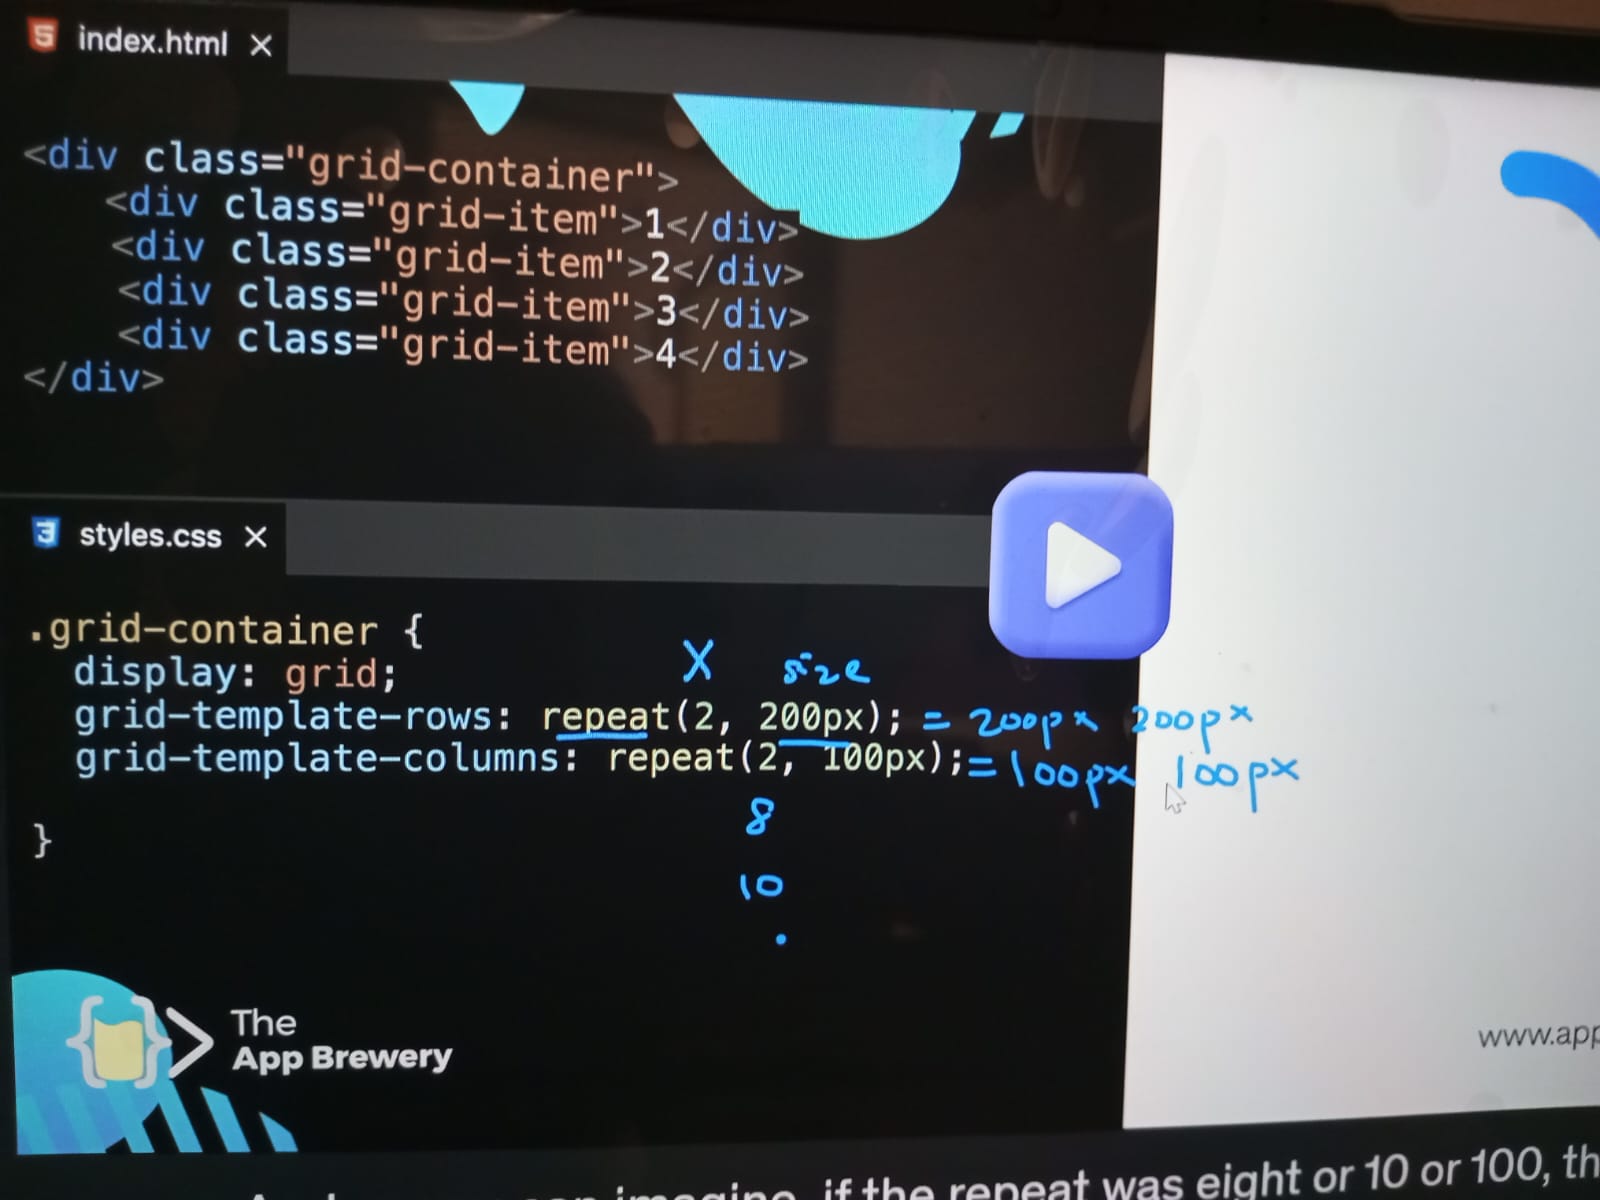 index.html ×
<div class="grid-container">
<div class="grid-item">1</div>
<div class="grid-item">2</div>
<div class="grid-item">3</div>
<div class="grid-item">4</div>
</div>
styles.css ×
.grid-container {
X size
display: grid;
grid-template-rows: repeat(2, 200px); = 200px 200px
grid-template-columns: repeat(2, 100px); = 100px 100px
8
}
10
The
App Brewery
if the repeat was eight or 10 or 100,